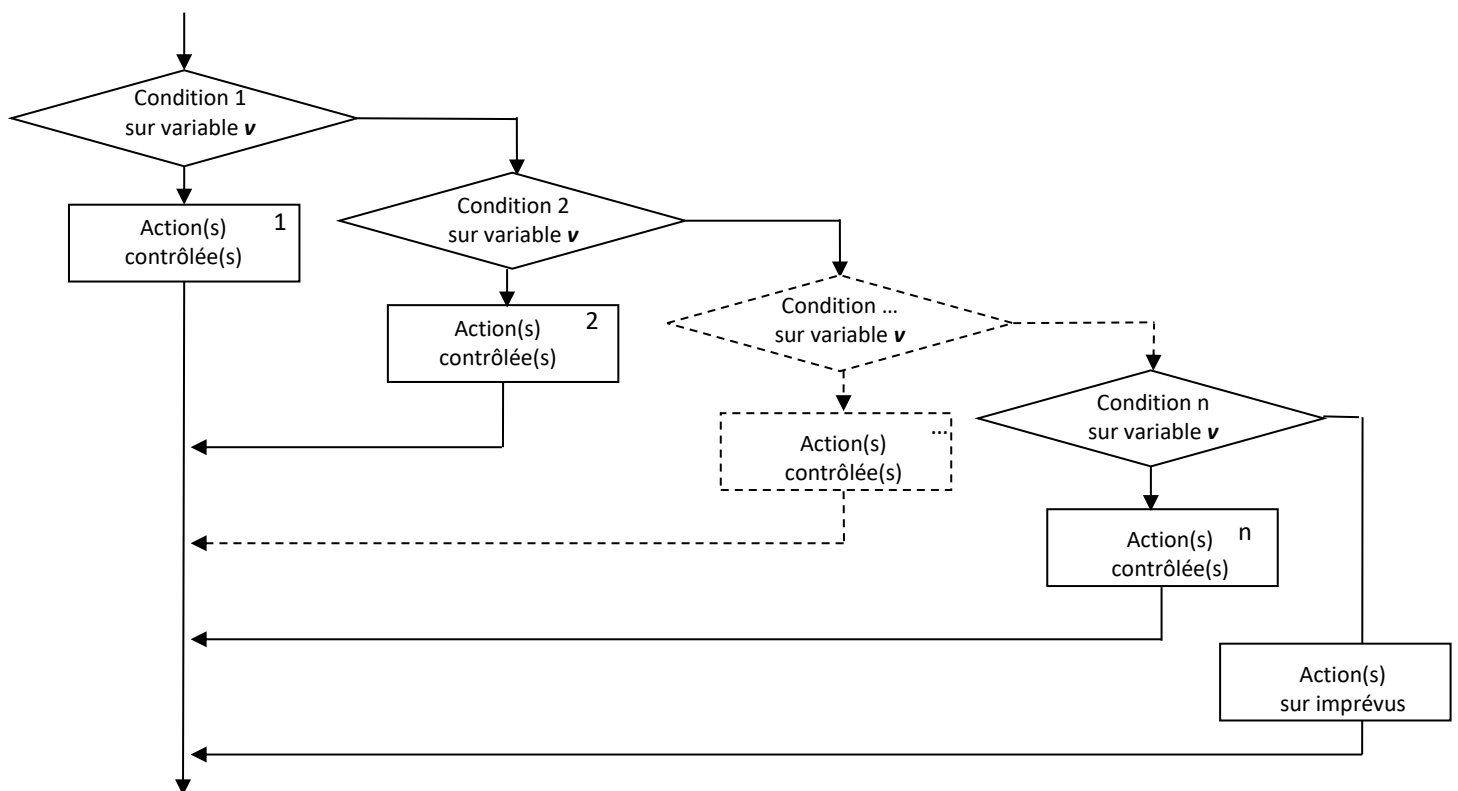 Condition 1
sur variable v
Action(s)
contrôlée(s)
1
Condition 2
sur variable v
Action(s)
contrôlée(s)
2
Condition ...
sur variable v
Action(s)
contrôlée(s)
...
Condition n
sur variable v
Action(s)
contrôlée(s)
n
Action(s)
sur imprévus